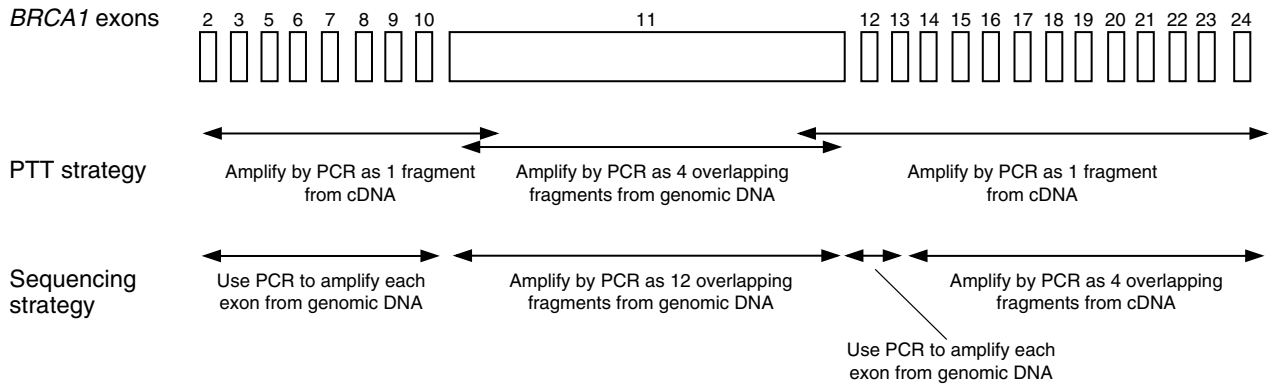 BRCA1 exons
2 3 5 6 7 8 9 10 11 12 13 14 15 16 17 18 19 20 21 22 23 24
PTT strategy
Amplify by PCR as 1 fragment
from cDNA
Amplify by PCR as 4 overlapping
fragments from genomic DNA
Amplify by PCR as 1 fragment
from cDNA
Sequencing
strategy
Use PCR to amplify each
exon from genomic DNA
Amplify by PCR as 12 overlapping
fragments from genomic DNA
Amplify by PCR as 4 overlapping
fragments from cDNA
Use PCR to amplify each
exon from genomic DNA